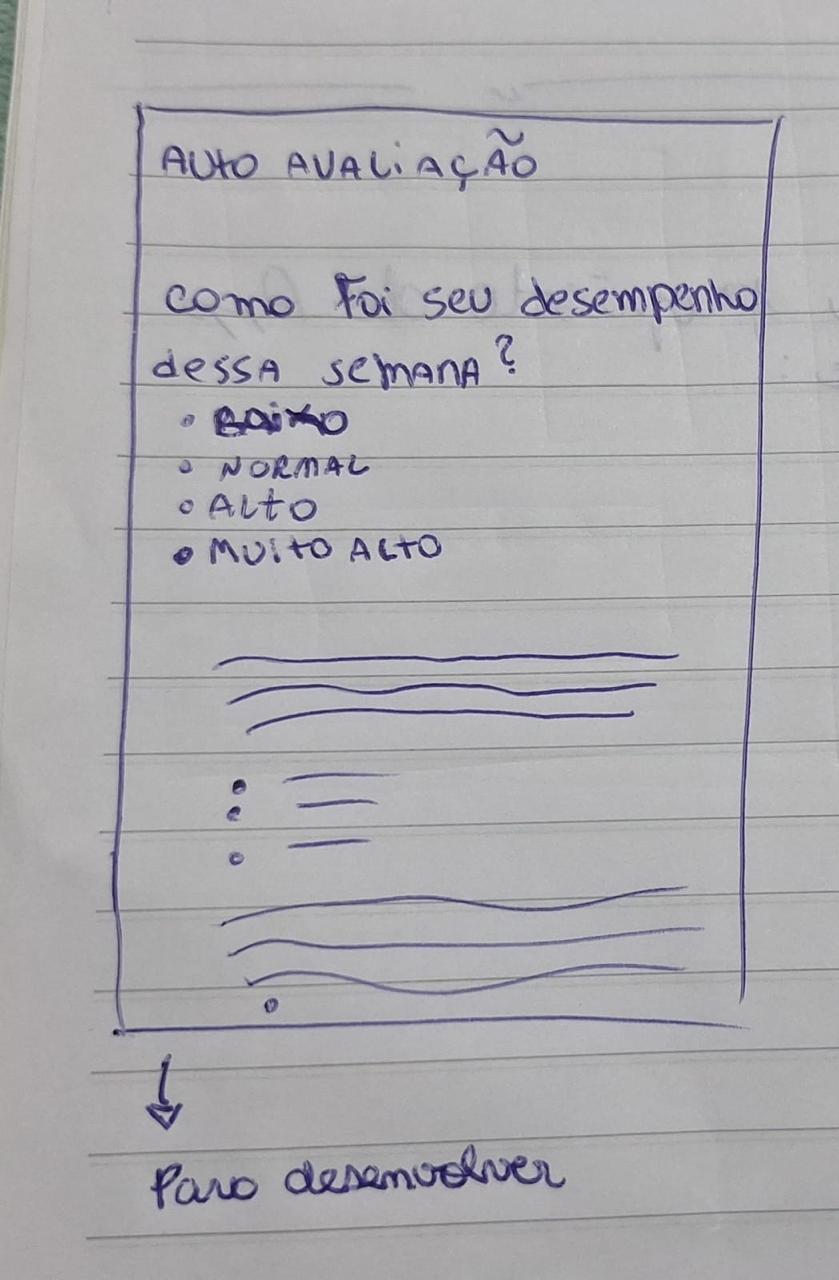 AUTO AVALIAÇÃO
como Foi seu desempenho
dessA semANA?
BAiXO
NORMAL
ALtO
MUitO ALTO
Para desenvolver